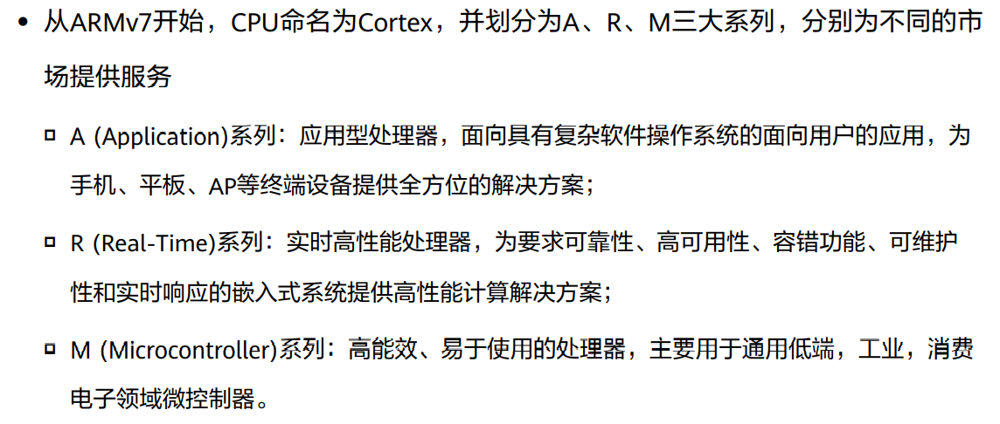 • 从ARMv7开始，CPU命名为Cortex，并划分为A、R、M三大系列，分别为不同的市
场提供服务
▫ A (Application)系列：应用型处理器，面向具有复杂软件操作系统的面向用户的应用，为
手机、平板、AP等终端设备提供全方位的解决方案；
▫ R (Real-Time)系列：实时高性能处理器，为要求可靠性、高可用性、容错功能、可维护
性和实时响应的嵌入式系统提供高性能计算解决方案；
▫ M (Microcontroller)系列：高能效、易于使用的处理器，主要用于通用低端，工业，消费
电子领域微控制器。